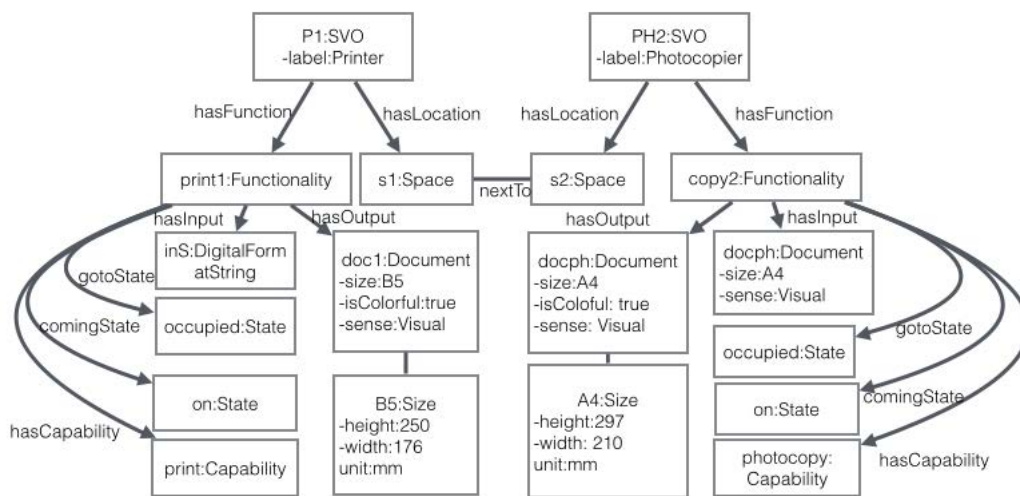 P1:SVO
-label:Printer
PH2:SVO
-label:Photocopier
hasFunction
hasLocation
hasLocation
hasFunction
print1:Functionality
s1:Space
nextTo
s2:Space
copy2:Functionality
hasInput
hasOutput
hasOutput
hasInput
inS:DigitalForm
atString
doc1:Document
-size:B5
-isColorful:true
-sense:Visual
docph:Document
-size:A4
-isColoful: true
-sense: Visual
docph:Document
-size:A4
-sense:Visual
gotoState
occupied:State
comingState
gotoState
occupied:State
on:State
B5:Size
-height:250
-width:176
unit:mm
A4:Size
-height:297
-width: 210
unit:mm
on:State
comingState
hasCapability
print:Capability
photocopy:
Capability
hasCapability